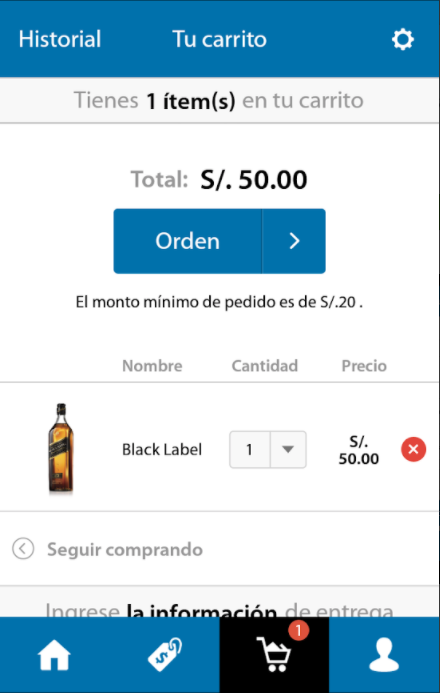 Historial Tu carrito
Tienes 1 ítem(s) en tu carrito
Total: S/. 50.00
Orden
El monto mínimo de pedido es de S/.20 .
Nombre Cantidad Precio
Black Label 1 S/. 50.00
Seguir comprando
Ingrese la información de entrega
1